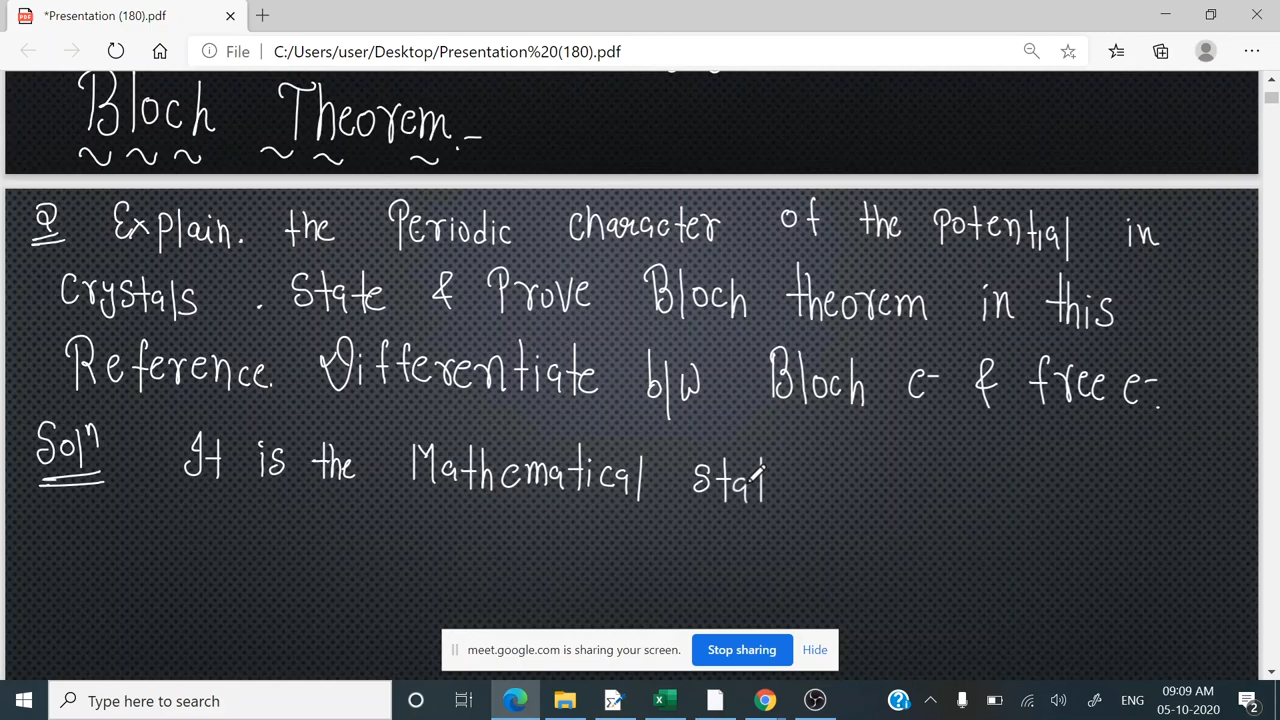 *Presentation (180).pdf
File | C:/Users/user/Desktop/Presentation%20(180).pdf
Bloch Theorem.-
Q Explain. the Periodic character of the potential in
Crystals. State & Prove Bloch theorem in this
Reference. Differentiate b/w Bloch e- & free e-.
Solⁿ It is the Mathematical stat
meet.google.com is sharing your screen. Stop sharing Hide
Type here to search
ENG
09:09 AM
05-10-2020
2